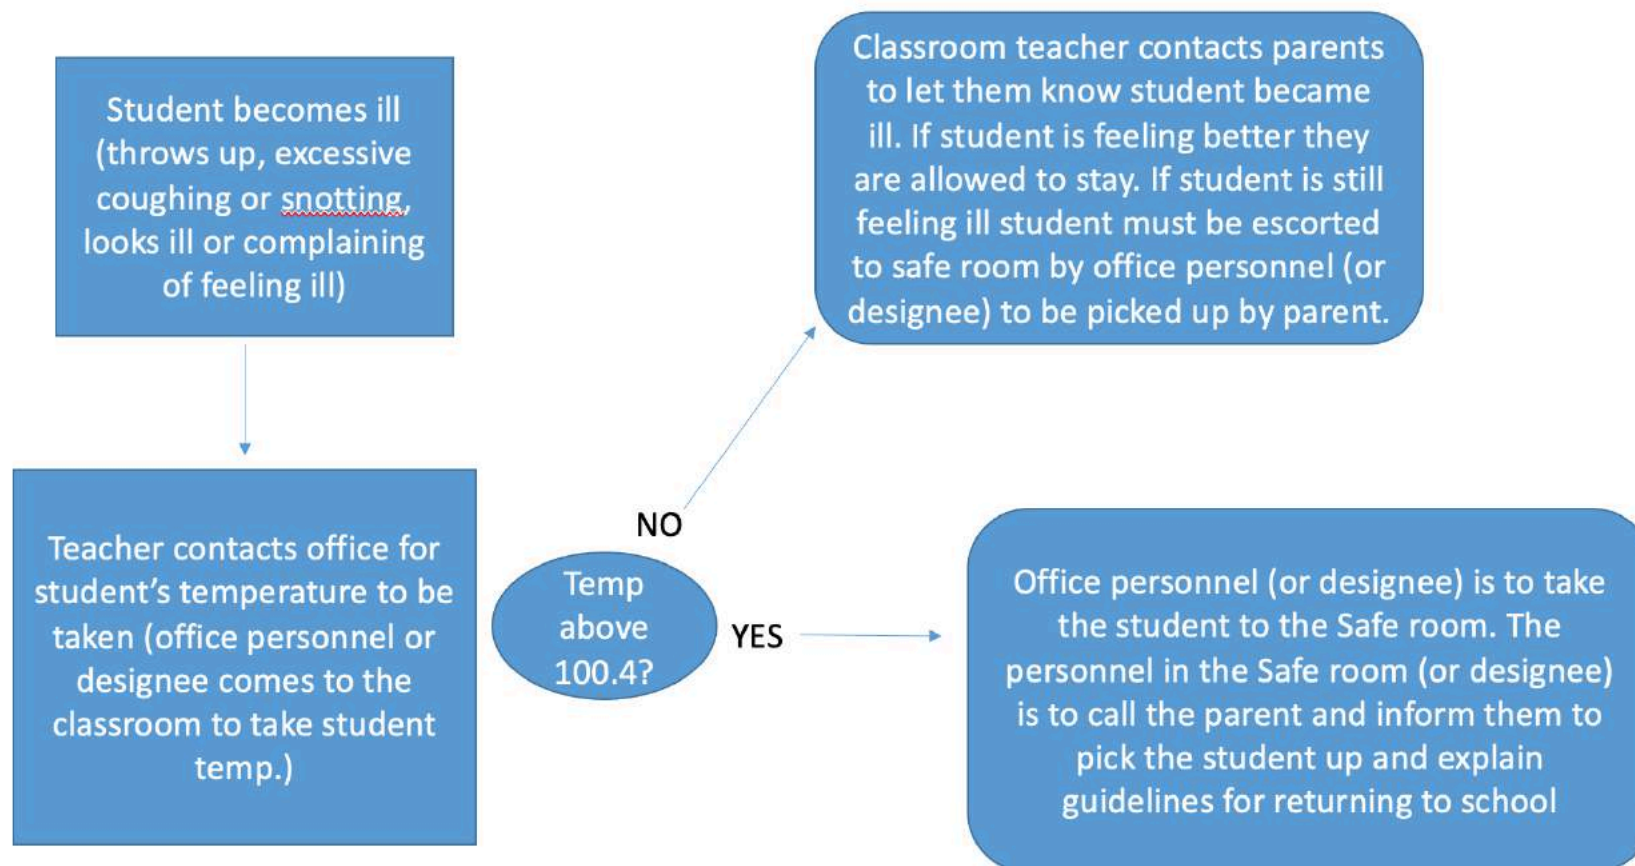 Student becomes ill
(throws up, excessive
coughing or snotting,
looks ill or complaining
of feeling ill)
Teacher contacts office for
student’s temperature to be
taken (office personnel or
designee comes to the
classroom to take student
temp.)
Temp
above
100.4?
NO
Classroom teacher contacts parents
to let them know student became
ill. If student is feeling better they
are allowed to stay. If student is still
feeling ill student must be escorted
to safe room by office personnel (or
designee) to be picked up by parent.
YES
Office personnel (or designee) is to take
the student to the Safe room. The
personnel in the Safe room (or designee)
is to call the parent and inform them to
pick the student up and explain
guidelines for returning to school